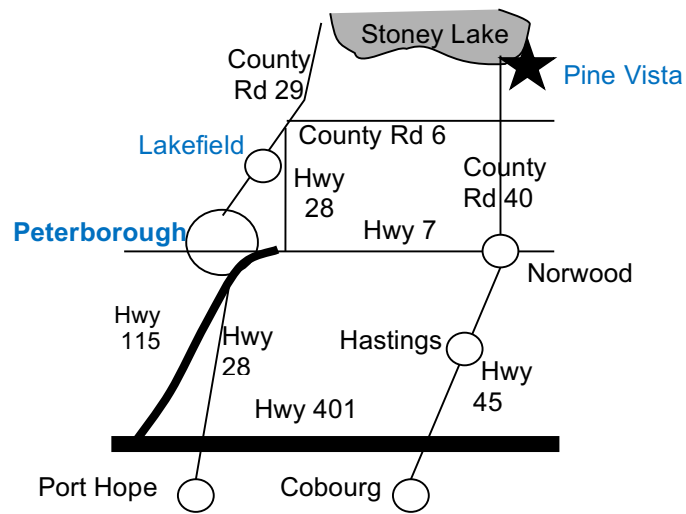 Stoney Lake
County
Rd 29
Pine Vista
County Rd 6
Lakefield
Hwy
28
County
Rd 40
Peterborough
Hwy 7
Norwood
Hwy
115
Hwy
28
Hastings
Hwy
45
Hwy 401
Port Hope
Cobourg